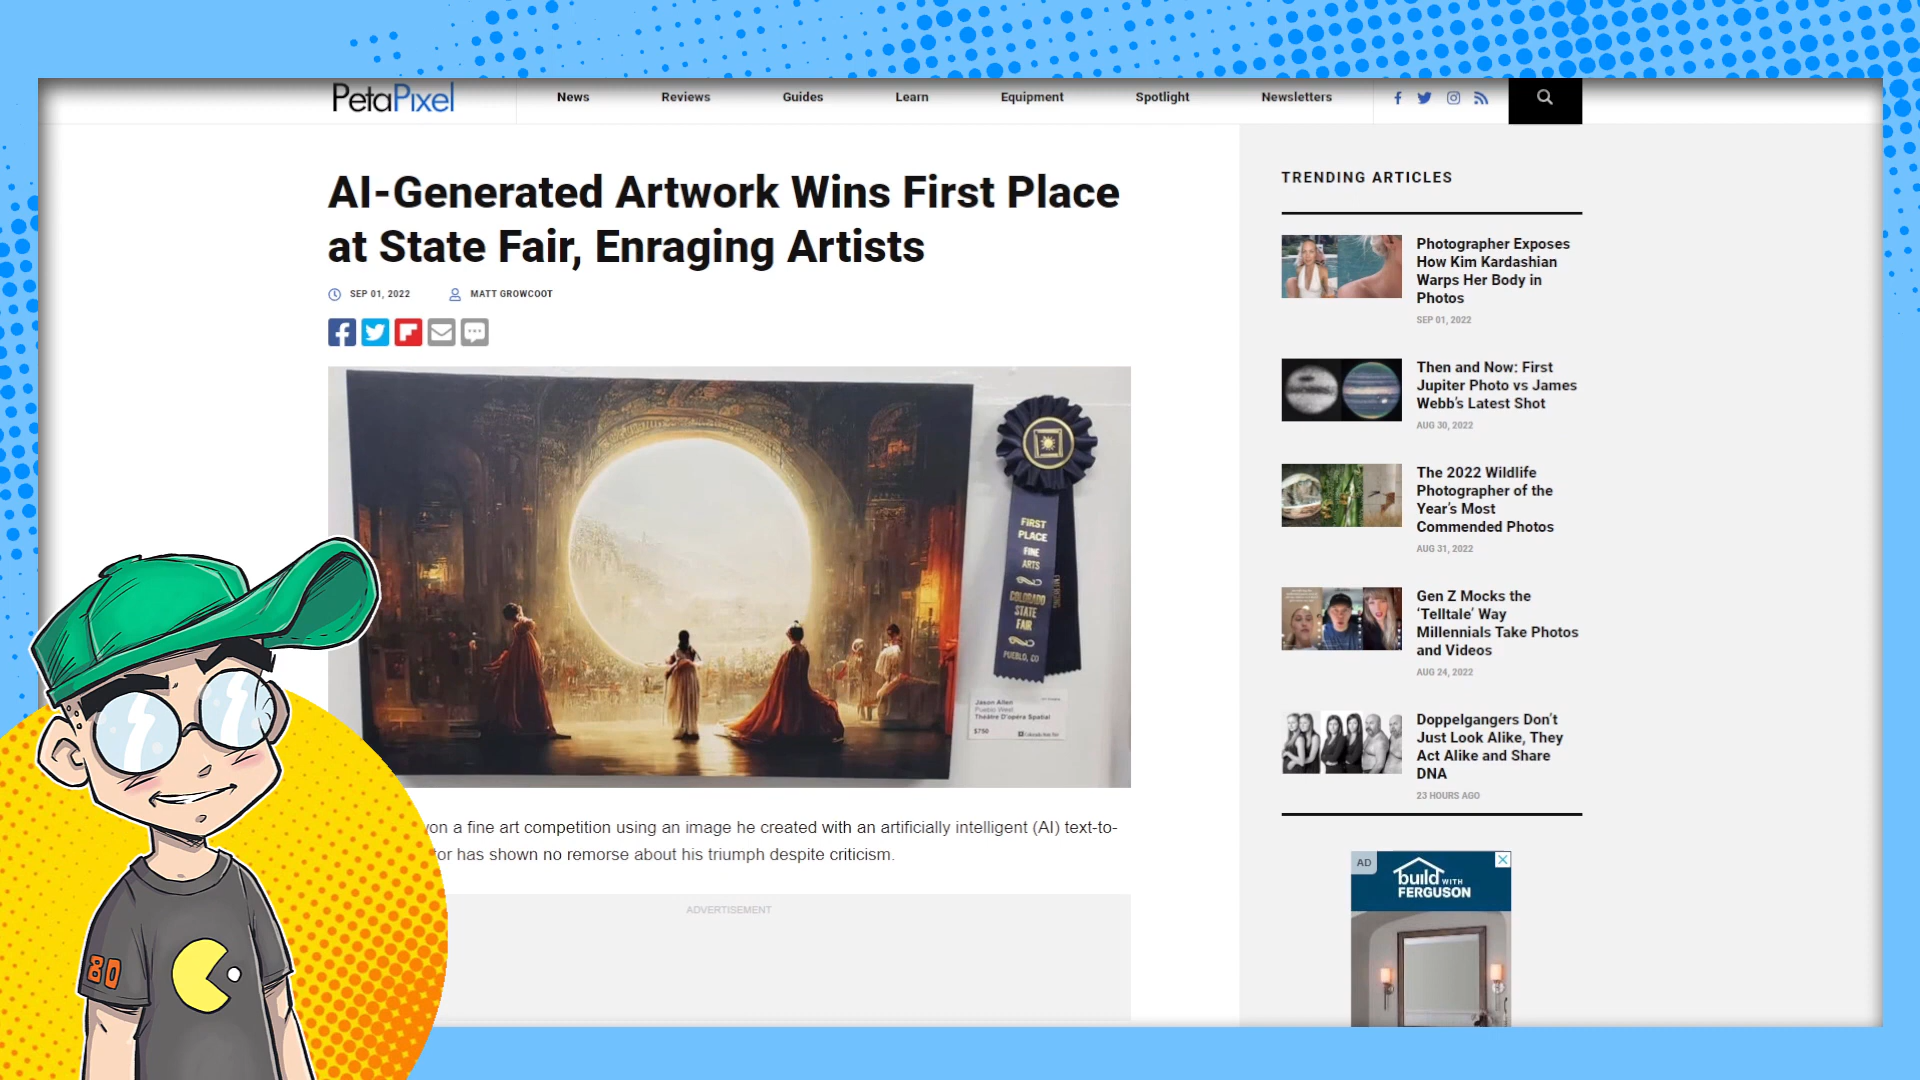 PetaPixel
News
Reviews
Guides
Learn
Equipment
Spotlight
Newsletters
AI-Generated Artwork Wins First Place
at State Fair, Enraging Artists
SEP 01, 2022
MATT GROWCOOT
FIRST
PLACE
FINE
ARTS
COLORADO
STATE
FAIR
PUEBLO, CO
Jason Allen
Pueblo West
Théâtre D'opéra Spatial
$750
on a fine art competition using an image he created with an artificially intelligent (AI) text-to-
tor has shown no remorse about his triumph despite criticism.
ADVERTISEMENT
80
TRENDING ARTICLES
Photographer Exposes
How Kim Kardashian
Warps Her Body in
Photos
SEP 01, 2022
Then and Now: First
Jupiter Photo vs James
Webb's Latest Shot
AUG 30, 2022
The 2022 Wildlife
Photographer of the
Year's Most
Commended Photos
AUG 31, 2022
Gen Z Mocks the
'Telltale' Way
Millennials Take Photos
and Videos
AUG 24, 2022
Doppelgangers Don't
Just Look Alike, They
Act Alike and Share
DNA
23 HOURS AGO
AD
build WITH
FERGUSON